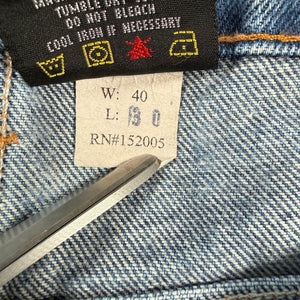 TUMBLE DRY
DO NOT BLEACH
COOL IRON IF NECESSARY
W: 40
L: 30
RN#152005